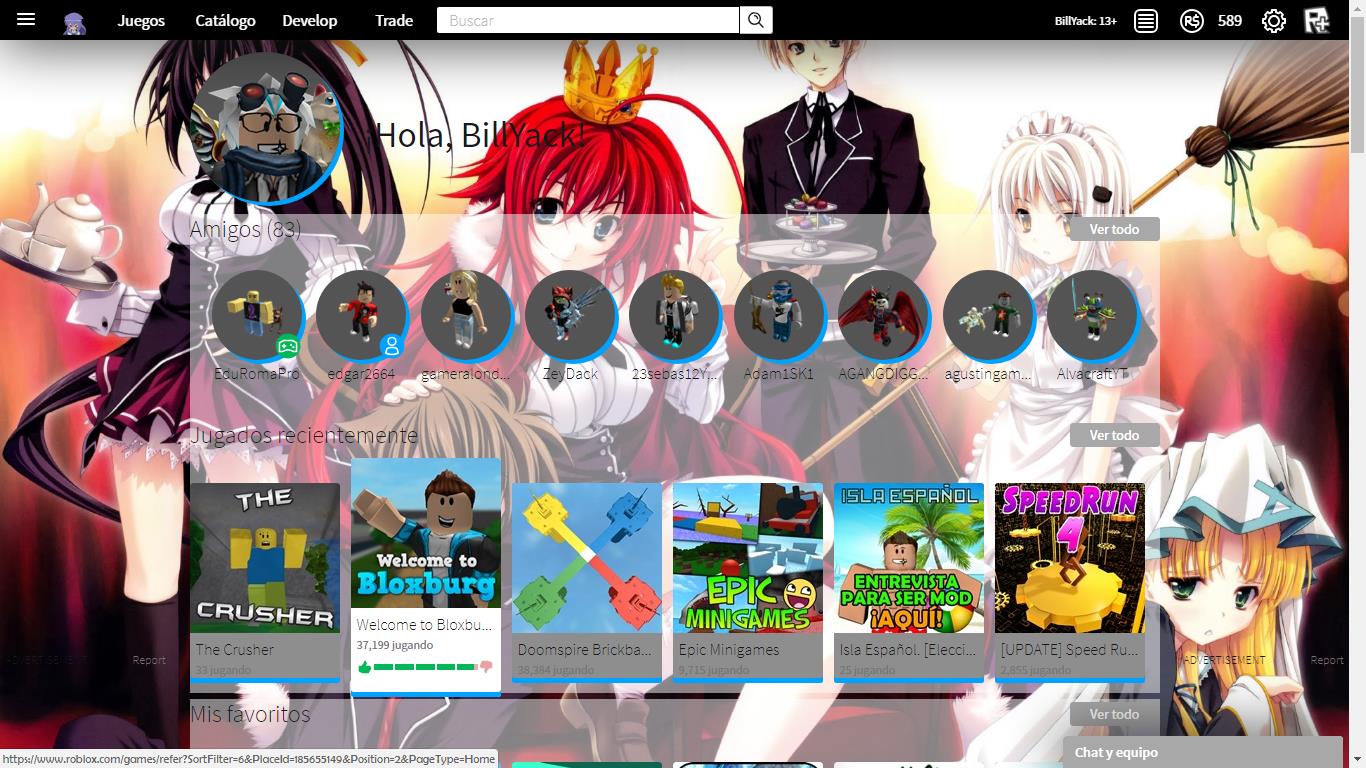 Juegos Catálogo Develop Trade Buscar BillYack: 13+ R$ 589 R+
Hola, BillYack!
Amigos (83) Ver todo
EduRomaPro edgar2664 gameralond... ZeyDack 23sebas12Y... Adam1SK1 AGANGDIGG... agustingam... AlvacraftYT
Jugados recientemente Ver todo
THE CRUSHER
Welcome to Bloxburg
EPIC MINIGAMES
ISLA ESPAÑOL
ENTREVISTA PARA SER MOD ¡AQUI!
SPEEDRUN 4
The Crusher
33 jugando
Welcome to Bloxbu...
37,199 jugando
Doomspire Brickba...
38,384 jugando
Epic Minigames
9,715 jugando
Isla Español. [Elecci...
25 jugando
[UPDATE] Speed Ru...
2,855 jugando
ADVERTISEMENT Report
ADVERTISEMENT Report
Mis favoritos Ver todo
Chat y equipo
https://www.roblox.com/games/refer?SortFilter=6&PlaceId=185655149&Position=2&PageType=Home